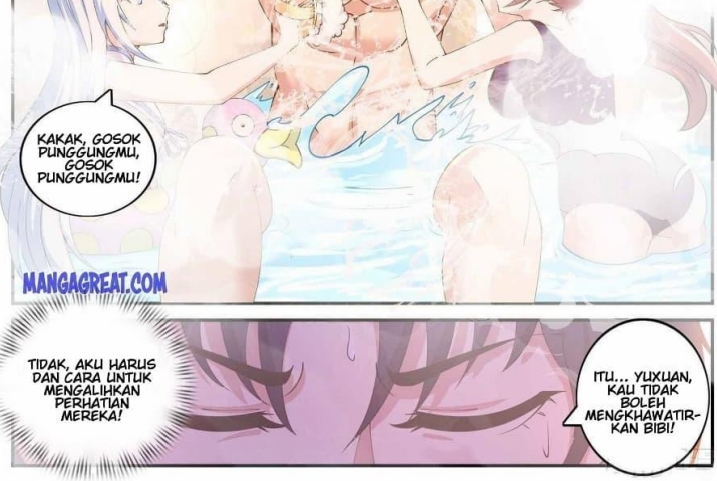 KAKAK, GOSOK
PUNGGUNGMU,
GOSOK
PUNGGUNGMU!
MANGAGREAT.COM
TIDAK, AKU HARUS
DAN CARA UNTUK
MENGALIHKAN
PERHATIAN
MEREKA!
ITU... YUXUAN,
KAU TIDAK
BOLEH
MENGKHAWATIR-
KAN BIBI!